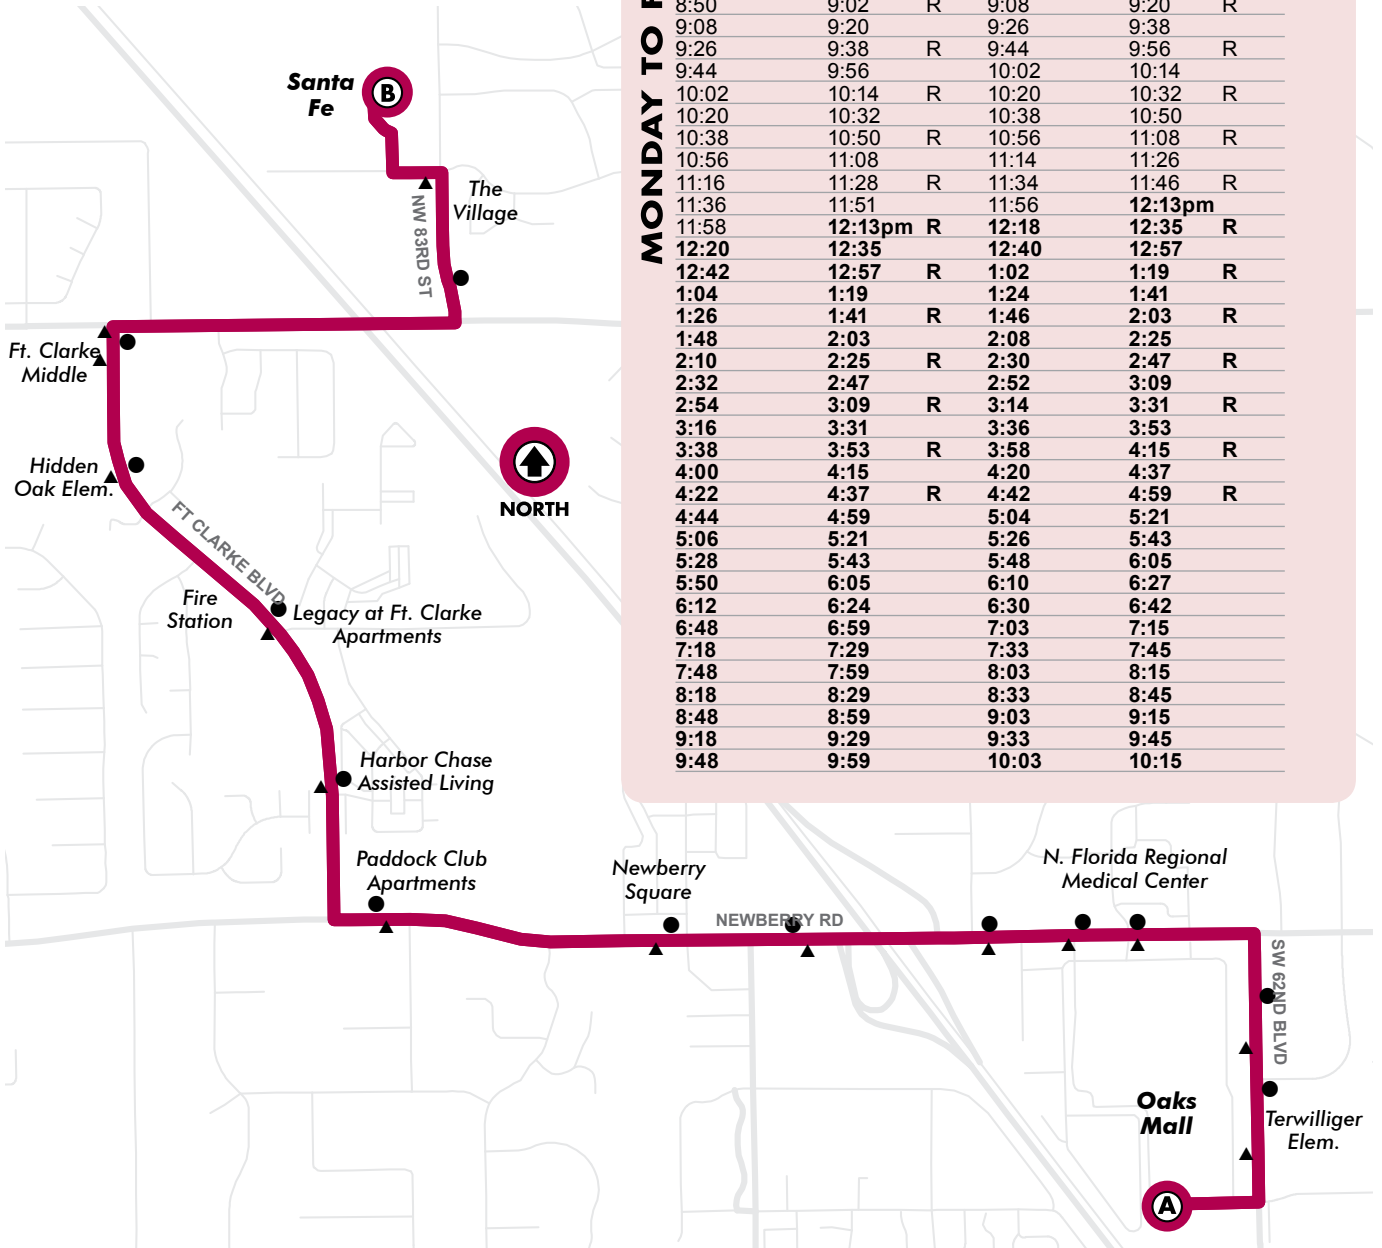 8:50 9:02 R 9:08 9:20 R
9:08 9:20 9:26 9:38
9:26 9:38 R 9:44 9:56 R
9:44 9:56 10:02 10:14
10:02 10:14 R 10:20 10:32 R
10:20 10:32 10:38 10:50
10:38 10:50 R 10:56 11:08 R
10:56 11:08 11:14 11:26
11:16 11:28 R 11:34 11:46 R
11:36 11:51 11:56 12:13pm
11:58 12:13pm R 12:18 12:35 R
12:20 12:35 12:40 12:57
12:42 12:57 R 1:02 1:19 R
1:04 1:19 1:24 1:41
1:26 1:41 R 1:46 2:03 R
1:48 2:03 2:08 2:25
2:10 2:25 R 2:30 2:47 R
2:32 2:47 2:52 3:09
2:54 3:09 R 3:14 3:31 R
3:16 3:31 3:36 3:53
3:38 3:53 R 3:58 4:15 R
4:00 4:15 4:20 4:37
4:22 4:37 R 4:42 4:59 R
4:44 4:59 5:04 5:21
5:06 5:21 5:26 5:43
5:28 5:43 5:48 6:05
5:50 6:05 6:10 6:27
6:12 6:24 6:30 6:42
6:48 6:59 7:03 7:15
7:18 7:29 7:33 7:45
7:48 7:59 8:03 8:15
8:18 8:29 8:33 8:45
8:48 8:59 9:03 9:15
9:18 9:29 9:33 9:45
9:48 9:59 10:03 10:15
MONDAY TO
Santa
Fe
B
The
Village
NW 83RD ST
Ft. Clarke
Middle
Hidden
Oak Elem.
NORTH
FT CLARKE BLVD
Fire
Station
Legacy at Ft. Clarke
Apartments
Harbor Chase
Assisted Living
Paddock Club
Apartments
Newberry
Square
NEWBERRY RD
N. Florida Regional
Medical Center
SW 62ND BLVD
Oaks
Mall
Terwilliger
Elem.
A